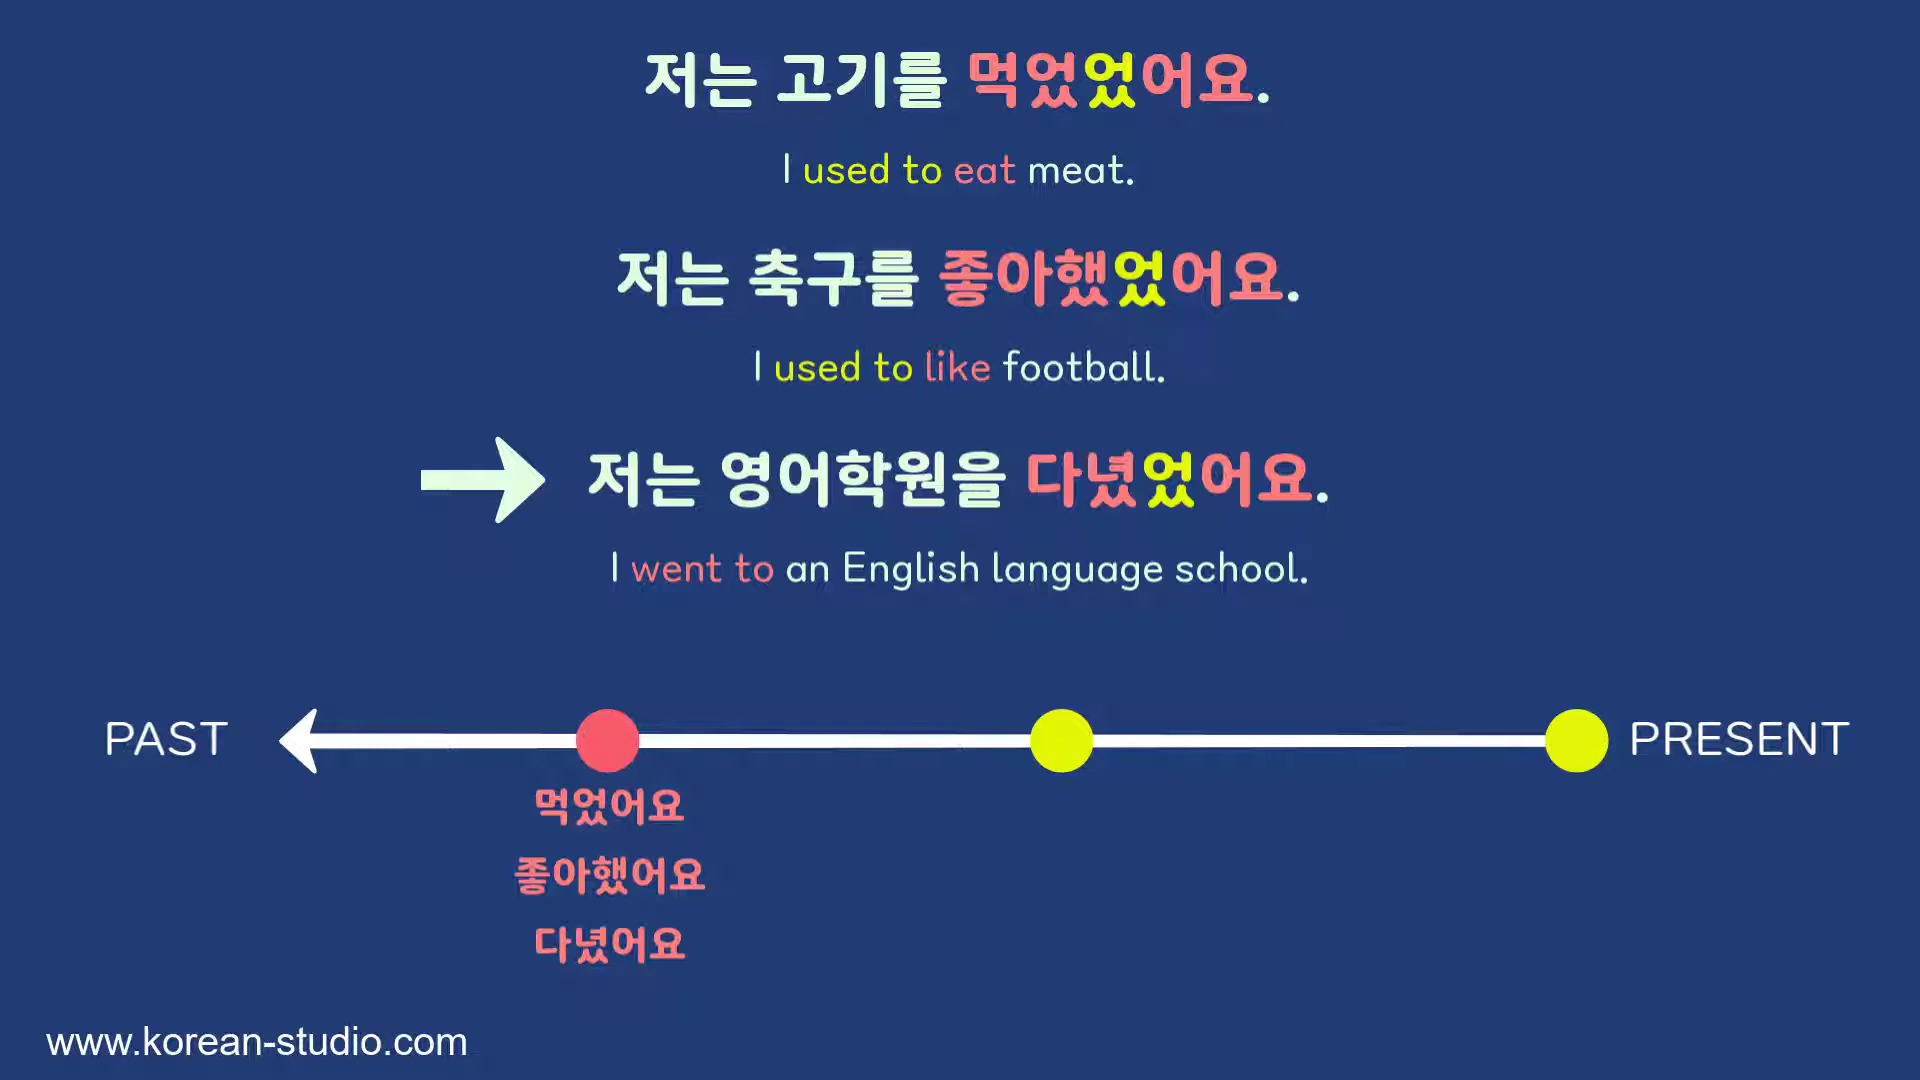 저는 고기를 먹었었어요.
I used to eat meat.
저는 축구를 좋아했었어요.
I used to like football.
저는 영어학원을 다녔었어요.
I went to an English language school.
PAST
PRESENT
먹었어요
좋아했어요
다녔어요
www.korean-studio.com